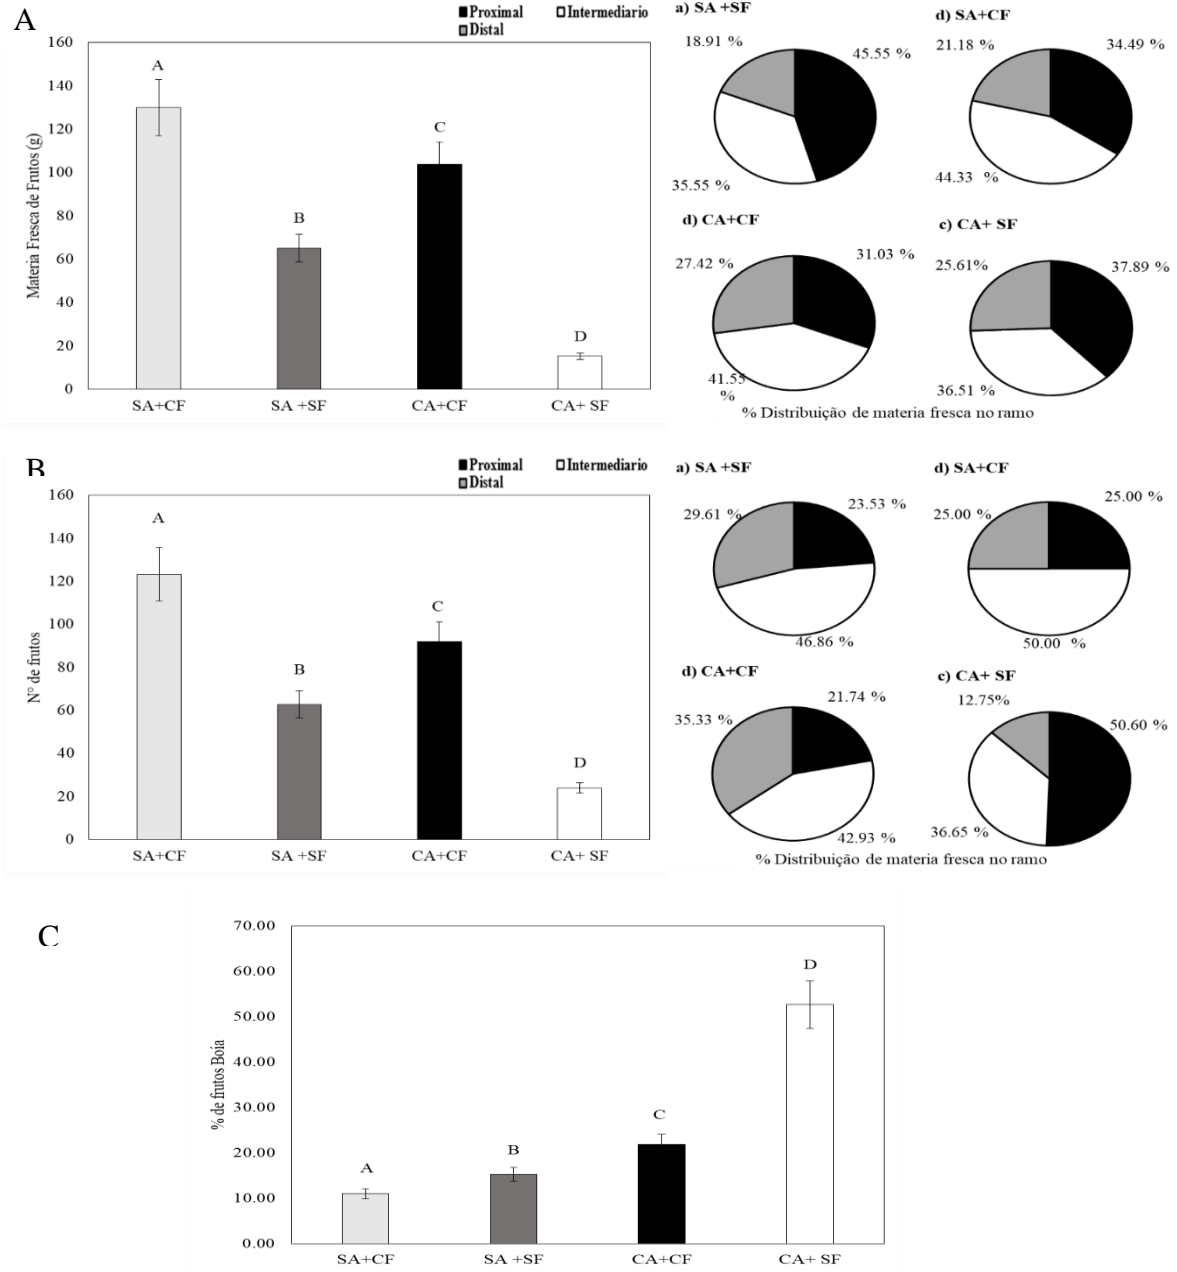 A
Proximal Intermediario
Distal
160
140
120
100
80
60
40
20
0
Materia Fresca de Frutos (g)
A
B
C
D
SA+CF SA +SF CA+CF CA+ SF
a) SA +SF
18.91 %
45.55 %
35.55 %
d) SA+CF
21.18 %
34.49 %
44.33 %
d) CA+CF
27.42 %
31.03 %
41.55
%
c) CA+ SF
25.61%
37.89 %
36.51 %
% Distribuição de materia fresca no ramo
B
Proximal Intermediario
Distal
160
140
120
100
80
60
40
20
0
N° de frutos
A
B
C
D
SA+CF SA +SF CA+CF CA+ SF
a) SA +SF
29.61 %
23.53 %
46.86 %
d) SA+CF
25.00 %
25.00 %
50.00 %
d) CA+CF
21.74 %
35.33 %
42.93 %
c) CA+ SF
12.75%
50.60 %
36.65 %
% Distribuição de materia fresca no ramo
C
70.00
60.00
50.00
40.00
30.00
20.00
10.00
0.00
% de frutos Boia
A
B
C
D
SA+CF SA +SF CA+CF CA+ SF